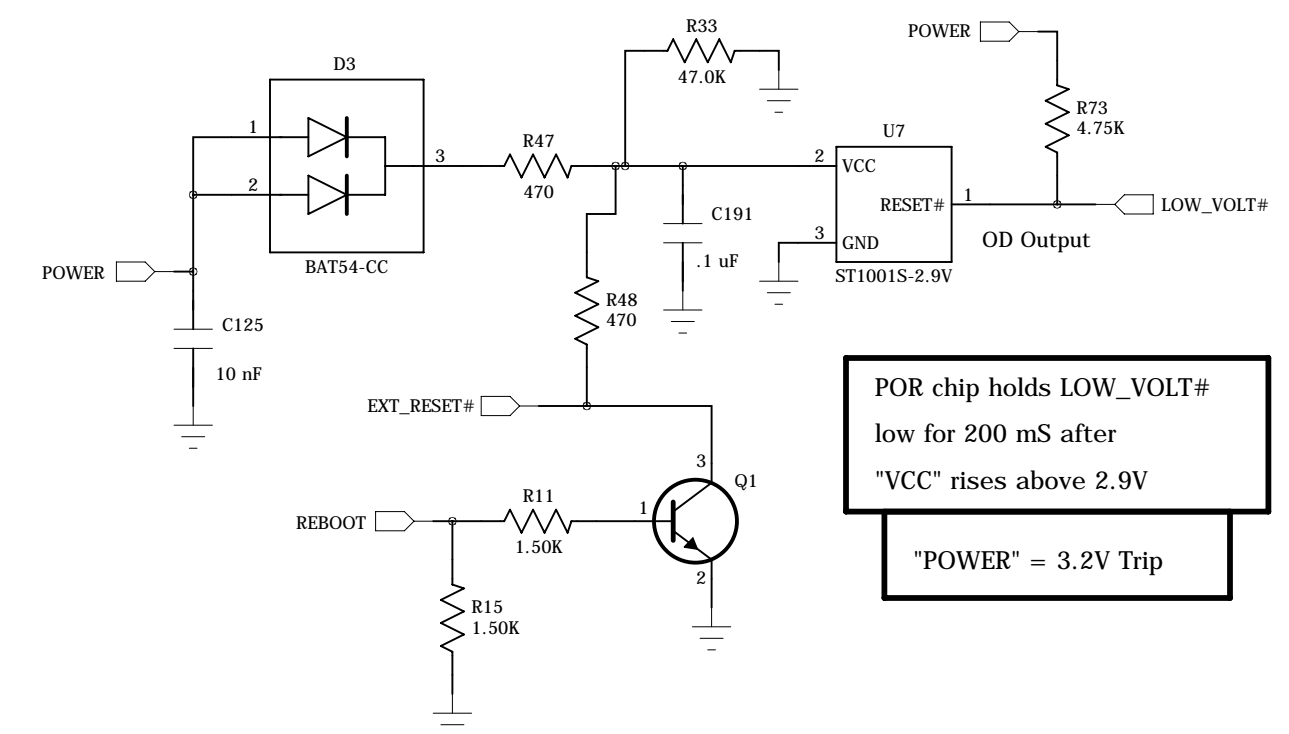 R33
47.0K
POWER
D3
1
2
3
BAT54-CC
R47
470
R73
4.75K
U7
2
VCC
RESET#
1
LOW_VOLT#
3
GND
OD Output
ST1001S-2.9V
C191
.1 uF
POWER
C125
10 nF
R48
470
EXT_RESET#
3
Q1
REBOOT
R11
1.50K
1
2
R15
1.50K
POR chip holds LOW_VOLT#
low for 200 mS after
"VCC" rises above 2.9V
"POWER" = 3.2V Trip